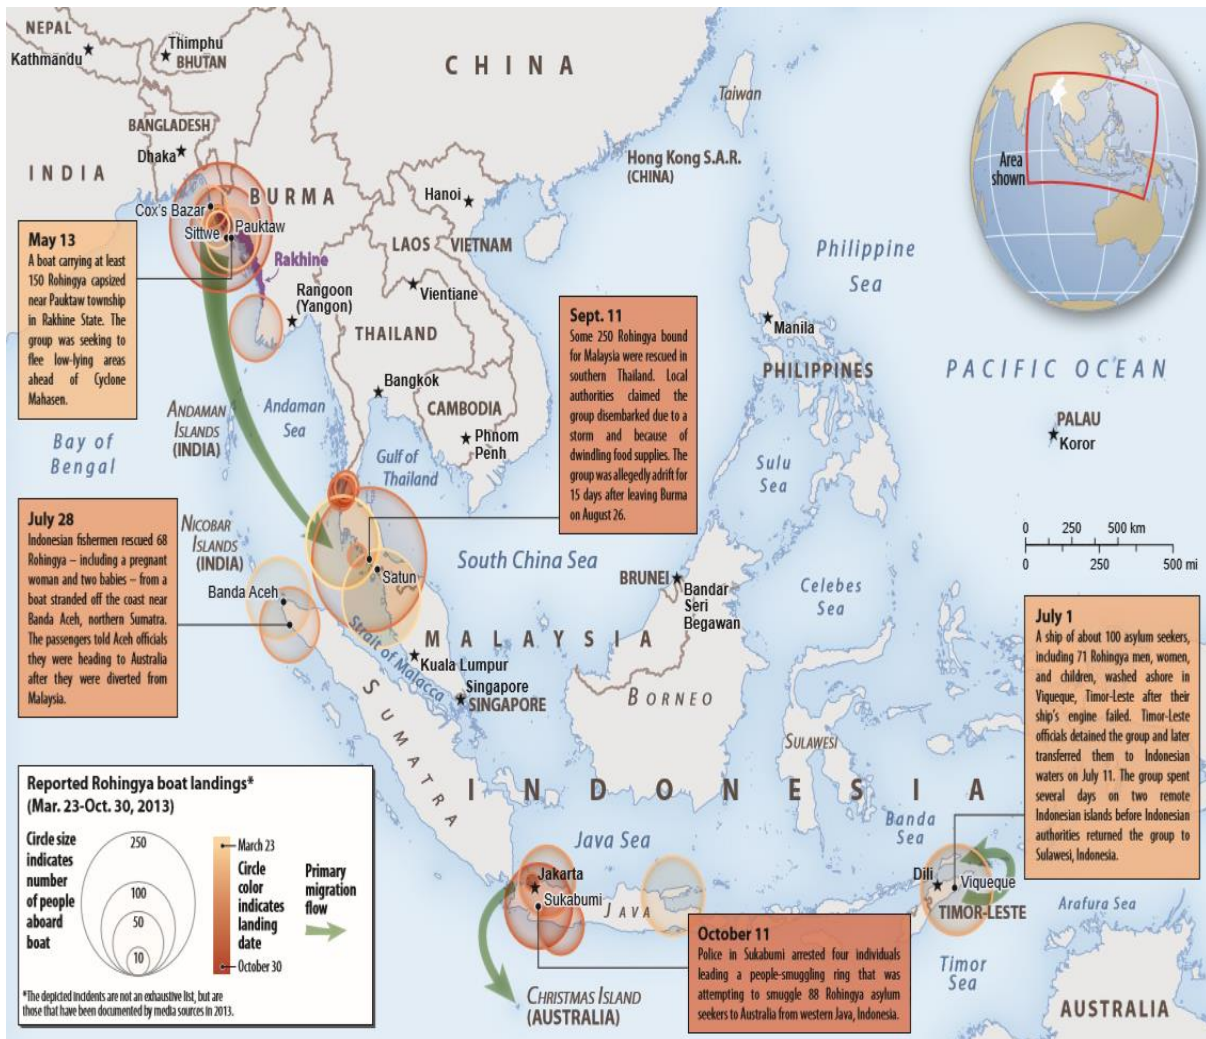 NEPAL
Kathmandu
Thimphu
BHUTAN
CHINA
Taiwan
BANGLADESH
Dhaka
INDIA
BURMA
Hong Kong S.A.R.
(CHINA)
Hanoi
Area
shown
Cox's Bazar
Sittwe
Pauktaw
Rakhine
LAOS
VIETNAM
Philippine
Sea
May 13
A boat carrying at least
150 Rohingya capsized
near Pauktaw township
in Rakhine State. The
group was seeking to
flee low-lying areas
ahead of Cyclone
Mahasen.
Rangoon
(Yangon)
Vientiane
THAILAND
Manila
PHILIPPINES
PACIFIC OCEAN
Sept. 11
Some 250 Rohingya bound
for Malaysia were rescued in
southern Thailand. Local
authorities claimed the
group disembarked due to a
storm and because of
dwindling food supplies. The
group was allegedly adrift for
15 days after leaving Burma
on August 26.
Bangkok
CAMBODIA
Phnom
Penh
ANDAMAN
ISLANDS
(INDIA)
Andaman
Sea
Bay of
Bengal
Gulf of
Thailand
PALAU
Koror
Sulu
Sea
July 28
Indonesian fishermen rescued 68
Rohingya – including a pregnant
woman and two babies – from a
boat stranded off the coast near
Banda Aceh, northern Sumatra.
The passengers told Aceh officials
they were heading to Australia
after they were diverted from
Malaysia.
NICOBAR
ISLANDS
(INDIA)
South China Sea
0 250 500 km
0 250 500 mi
Banda Aceh
Satun
BRUNEI
Bandar
Seri
Begawan
Celebes
Sea
Strait of Malacca
MALAYSIA
Kuala Lumpur
Singapore
SINGAPORE
BORNEO
SUMATRA
SULAWESI
INDONESIA
July 1
A ship of about 100 asylum seekers,
including 71 Rohingya men, women,
and children, washed ashore in
Viqueque, Timor-Leste after their
ship's engine failed. Timor-Leste
officials detained the group and later
transferred them to Indonesian
waters on July 11. The group spent
several days on two remote
Indonesian islands before Indonesian
authorities returned the group to
Sulawesi, Indonesia.
Banda
Sea
Java Sea
Jakarta
Sukabumi
JAVA
Dili
Viqueque
TIMOR-LESTE
Arafura Sea
Timor
Sea
October 11
Police in Sukabumi arrested four individuals
leading a people-smuggling ring that was
attempting to smuggle 88 Rohingya asylum
seekers to Australia from western Java, Indonesia.
CHRISTMAS ISLAND
(AUSTRALIA)
AUSTRALIA
Reported Rohingya boat landings*
(Mar. 23-Oct. 30, 2013)
Circle size
indicates
number
of people
aboard
boat
250
100
50
10
March 23
Circle
color
indicates
landing
date
October 30
Primary
migration
flow
*The depicted incidents are not an exhaustive list, but are
those that have been documented by media sources in 2013.